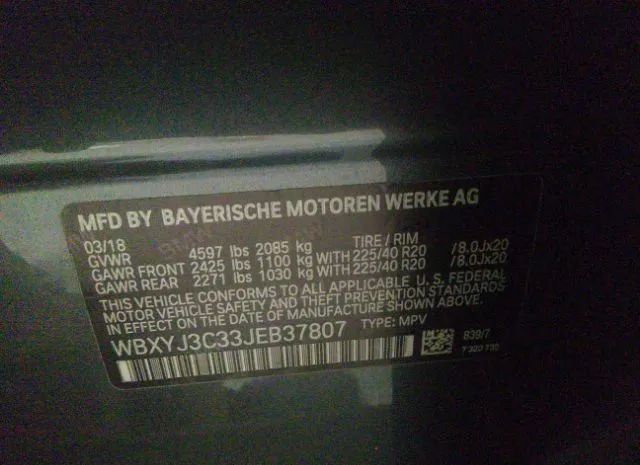 MFD BY BAYERISCHE MOTOREN WERKE AG
03/18 TIRE / RIM
GVWR 4597 lbs 2085 kg
GAWR FRONT 2425 lbs 1100 kg WITH 225/40 R20 /8.0Jx20
GAWR REAR 2271 lbs 1030 kg WITH 225/40 R20 /8.0Jx20
THIS VEHICLE CONFORMS TO ALL APPLICABLE U.S. FEDERAL
MOTOR VEHICLE SAFETY AND THEFT PREVENTION STANDARDS
IN EFFECT ON THE DATE OF MANUFACTURE SHOWN ABOVE.
WBXYJ3C33JEB37807 TYPE: MPV
839/7